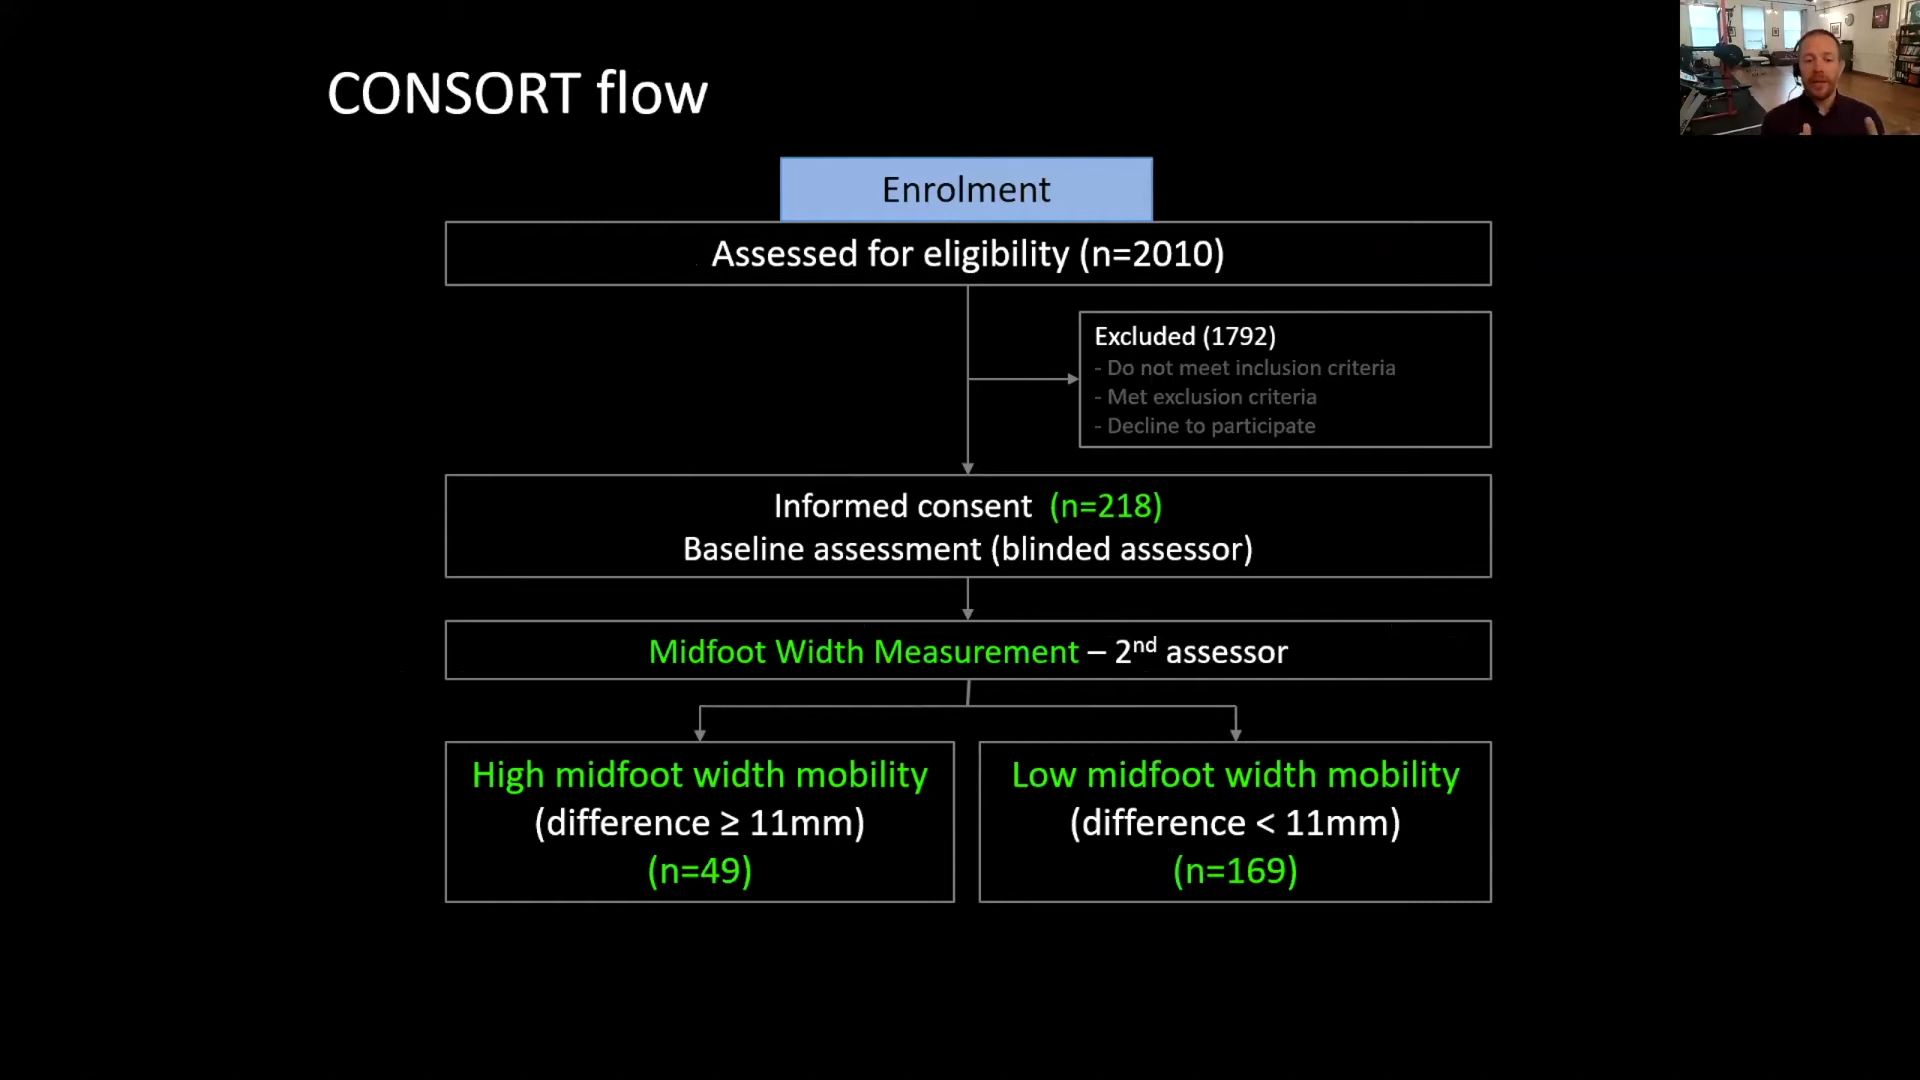 CONSORT flow
Enrolment
Assessed for eligibility (n=2010)
Excluded (1792)
- Do not meet inclusion criteria
- Met exclusion criteria
- Decline to participate
Informed consent (n=218)
Baseline assessment (blinded assessor)
Midfoot Width Measurement – 2nd assessor
High midfoot width mobility
(difference ≥ 11mm)
(n=49)
Low midfoot width mobility
(difference < 11mm)
(n=169)